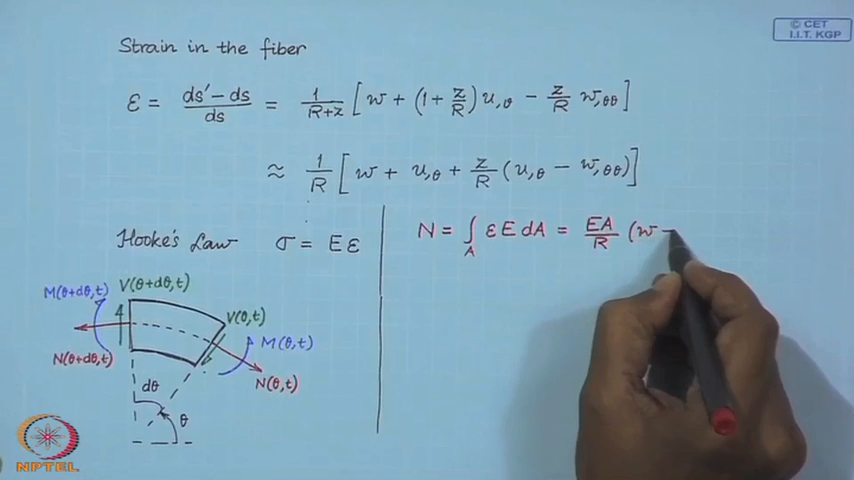 © CET
I.I.T. KGP
Strain in the fiber
ε = (ds′ − ds)/ds = 1/(R+z) [ w + (1 + z/R) u,θ − z/R w,θθ ]
≈ 1/R [ w + u,θ + z/R (u,θ − w,θθ) ]
Hooke's Law σ = Eε
N = ∫_A ε E dA = EA/R (w −
M(θ+dθ,t)
V(θ+dθ,t)
N(θ+dθ,t)
V(θ,t)
M(θ,t)
N(θ,t)
dθ
θ
NPTEL